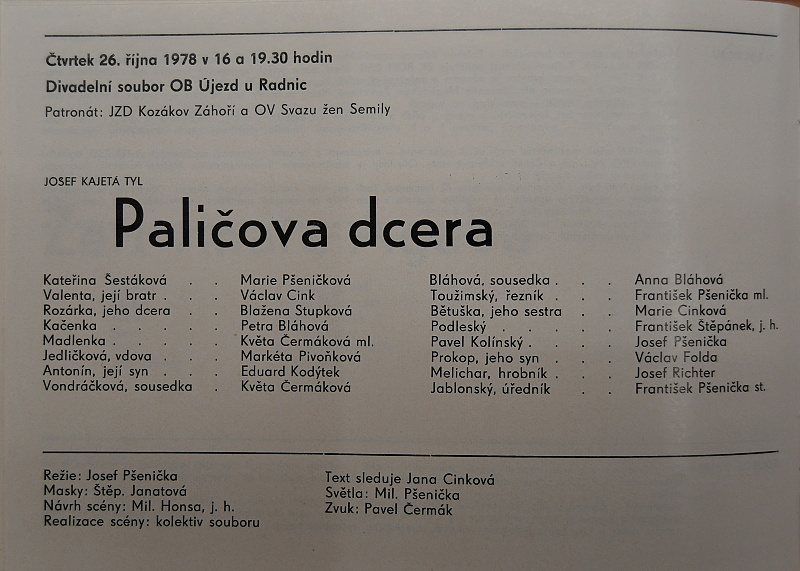 Čtvrtek 26. října 1978 v 16 a 19.30 hodin
Divadelní soubor OB Újezd u Radnic
Patronát: JZD Kozákov Záhoří a OV Svazu žen Semily
JOSEF KAJETÁ TYL
Paličova dcera
Kateřina Šestáková . . Marie Pšeničková
Valenta, její bratr . . . Václav Cink
Rozárka, jeho dcera . . Blažena Stupková
Kačenka . . . . . Petra Bláhová
Madlenka . . . . . Květa Čermáková ml.
Jedličková, vdova . . . Markéta Pivoňková
Antonín, její syn . . . Eduard Kodýtek
Vondráčková, sousedka . Květa Čermáková
Bláhová, sousedka . . . Anna Bláhová
Toužimský, řezník . . . František Pšenička ml.
Bětuška, jeho sestra . . Marie Cinková
Podleský . . . . . František Štěpánek, j. h.
Pavel Kolínský . . . . Josef Pšenička
Prokop, jeho syn . . . Václav Folda
Melichar, hrobník . . . Josef Richter
Jablonský, úředník . . František Pšenička st.
Režie: Josef Pšenička
Masky: Štěp. Janatová
Návrh scény: Mil. Honsa, j. h.
Realizace scény: kolektiv souboru
Text sleduje Jana Cinková
Světla: Mil. Pšenička
Zvuk: Pavel Čermák